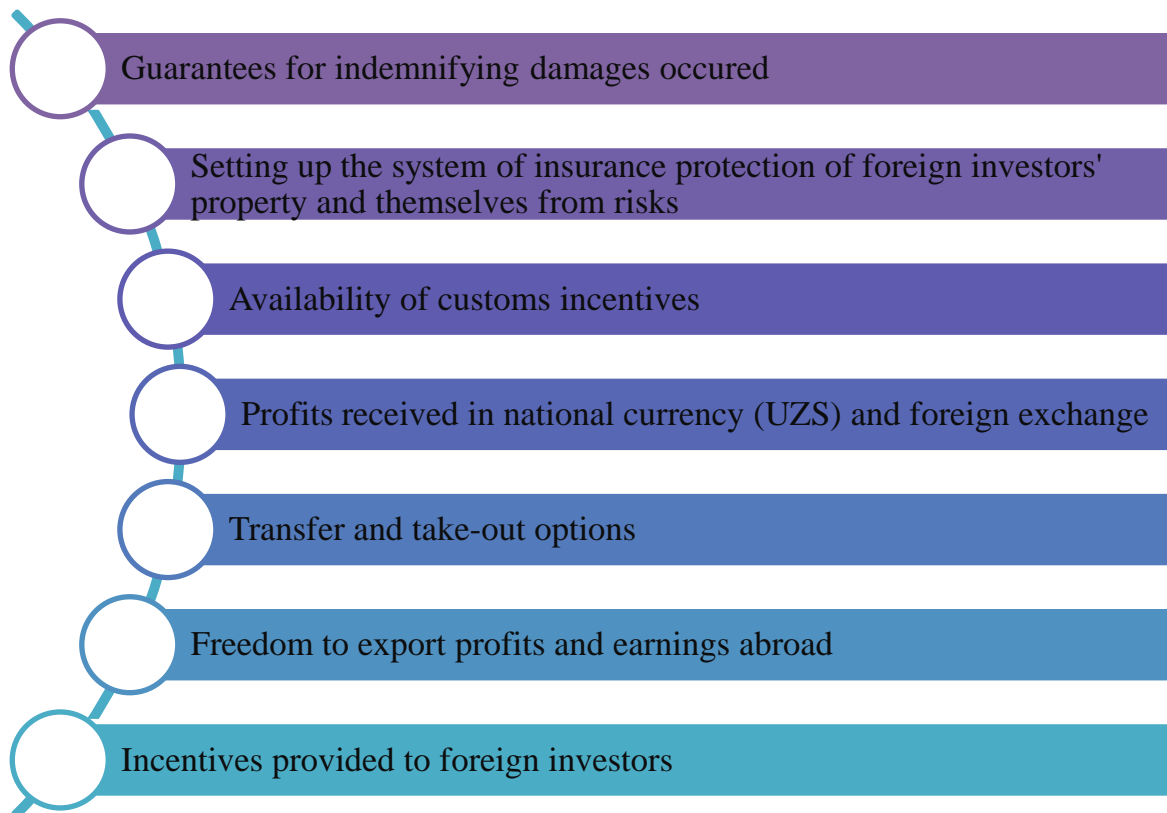 Guarantees for indemnifying damages occured
Setting up the system of insurance protection of foreign investors'
property and themselves from risks
Availability of customs incentives
Profits received in national currency (UZS) and foreign exchange
Transfer and take-out options
Freedom to export profits and earnings abroad
Incentives provided to foreign investors